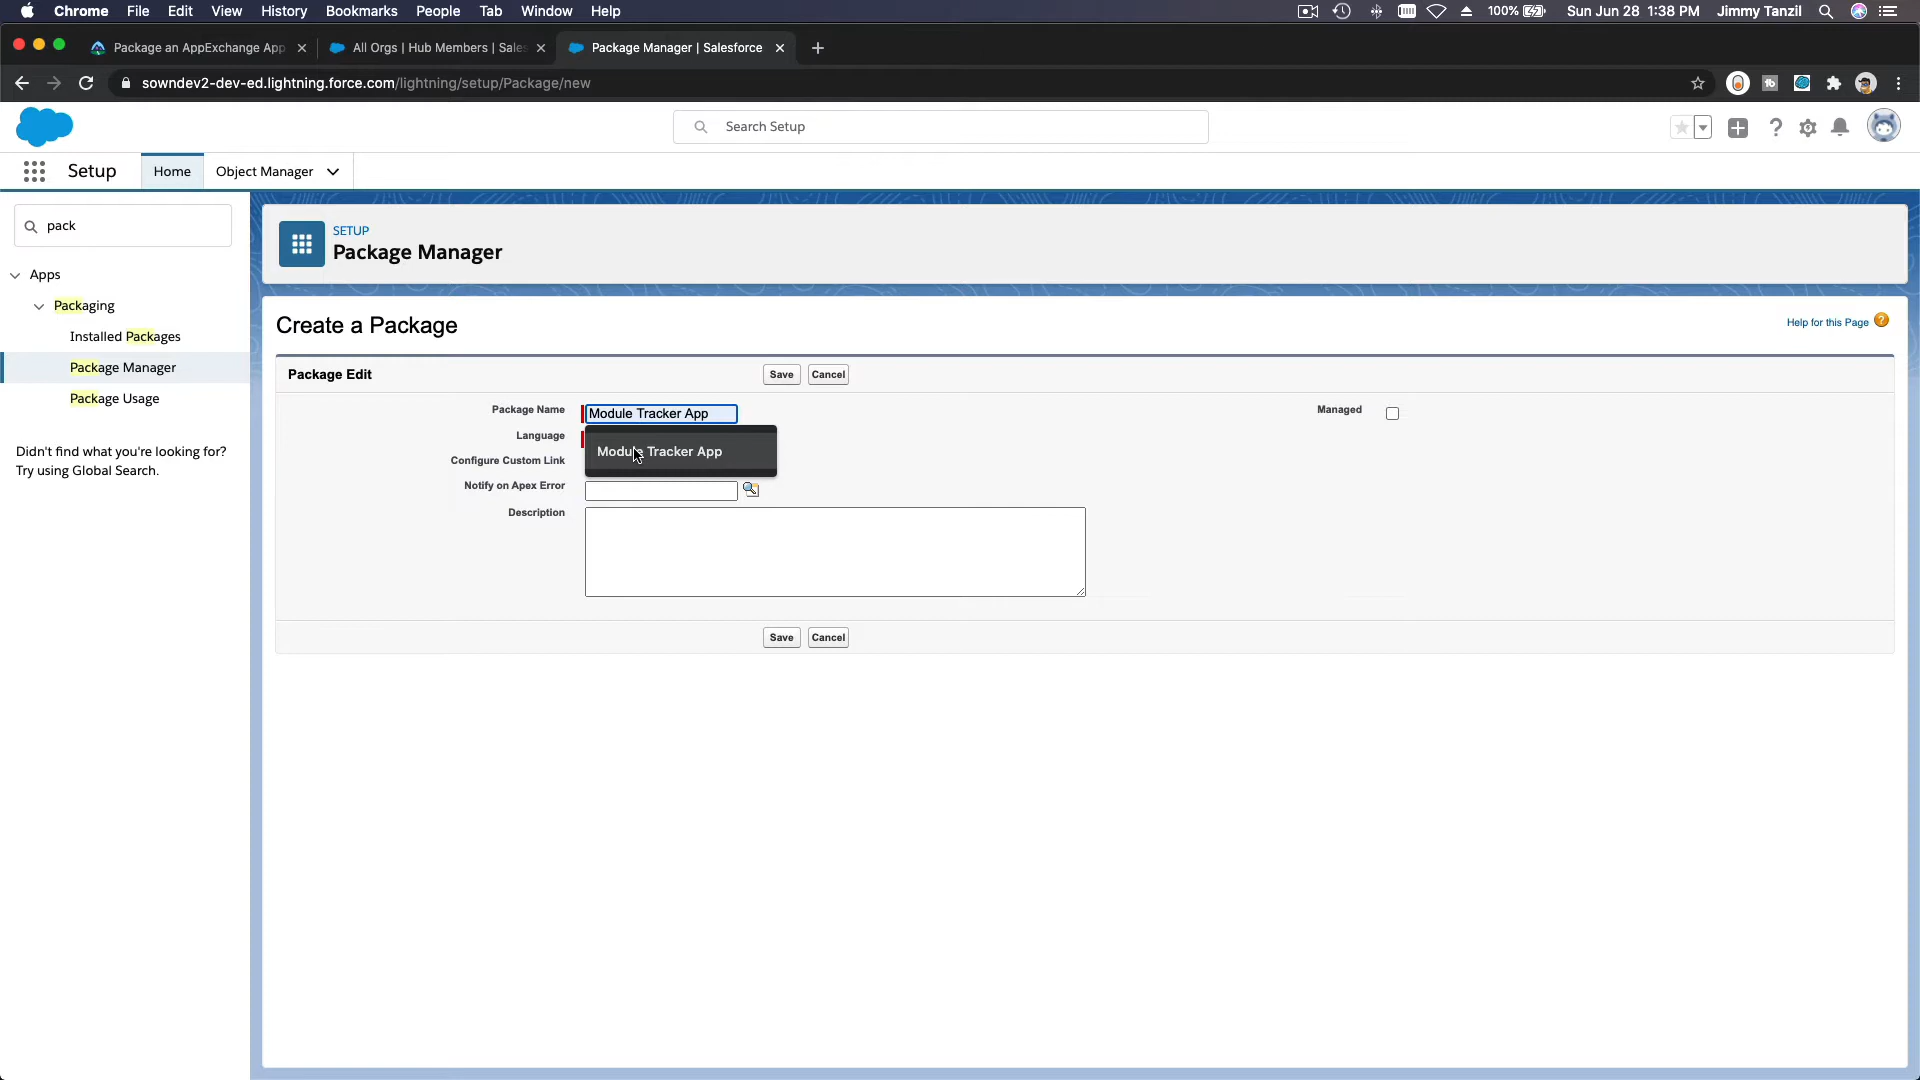 Chrome File Edit View History Bookmarks People Tab Window Help 100% Sun Jun 28 1:38 PM Jimmy Tanzil
Package an AppExchange App All Orgs | Hub Members | Sales Package Manager | Salesforce
sowndev2-dev-ed.lightning.force.com/lightning/setup/Package/new
Search Setup
Setup Home Object Manager
pack
Apps
Packaging
Installed Packages
Package Manager
Package Usage
Didn't find what you're looking for?
Try using Global Search.
SETUP
Package Manager
Create a Package
Help for this Page ?
Package Edit Save Cancel
Package Name Module Tracker App Managed
Language
Module Tracker App
Configure Custom Link
Notify on Apex Error
Description
Save Cancel